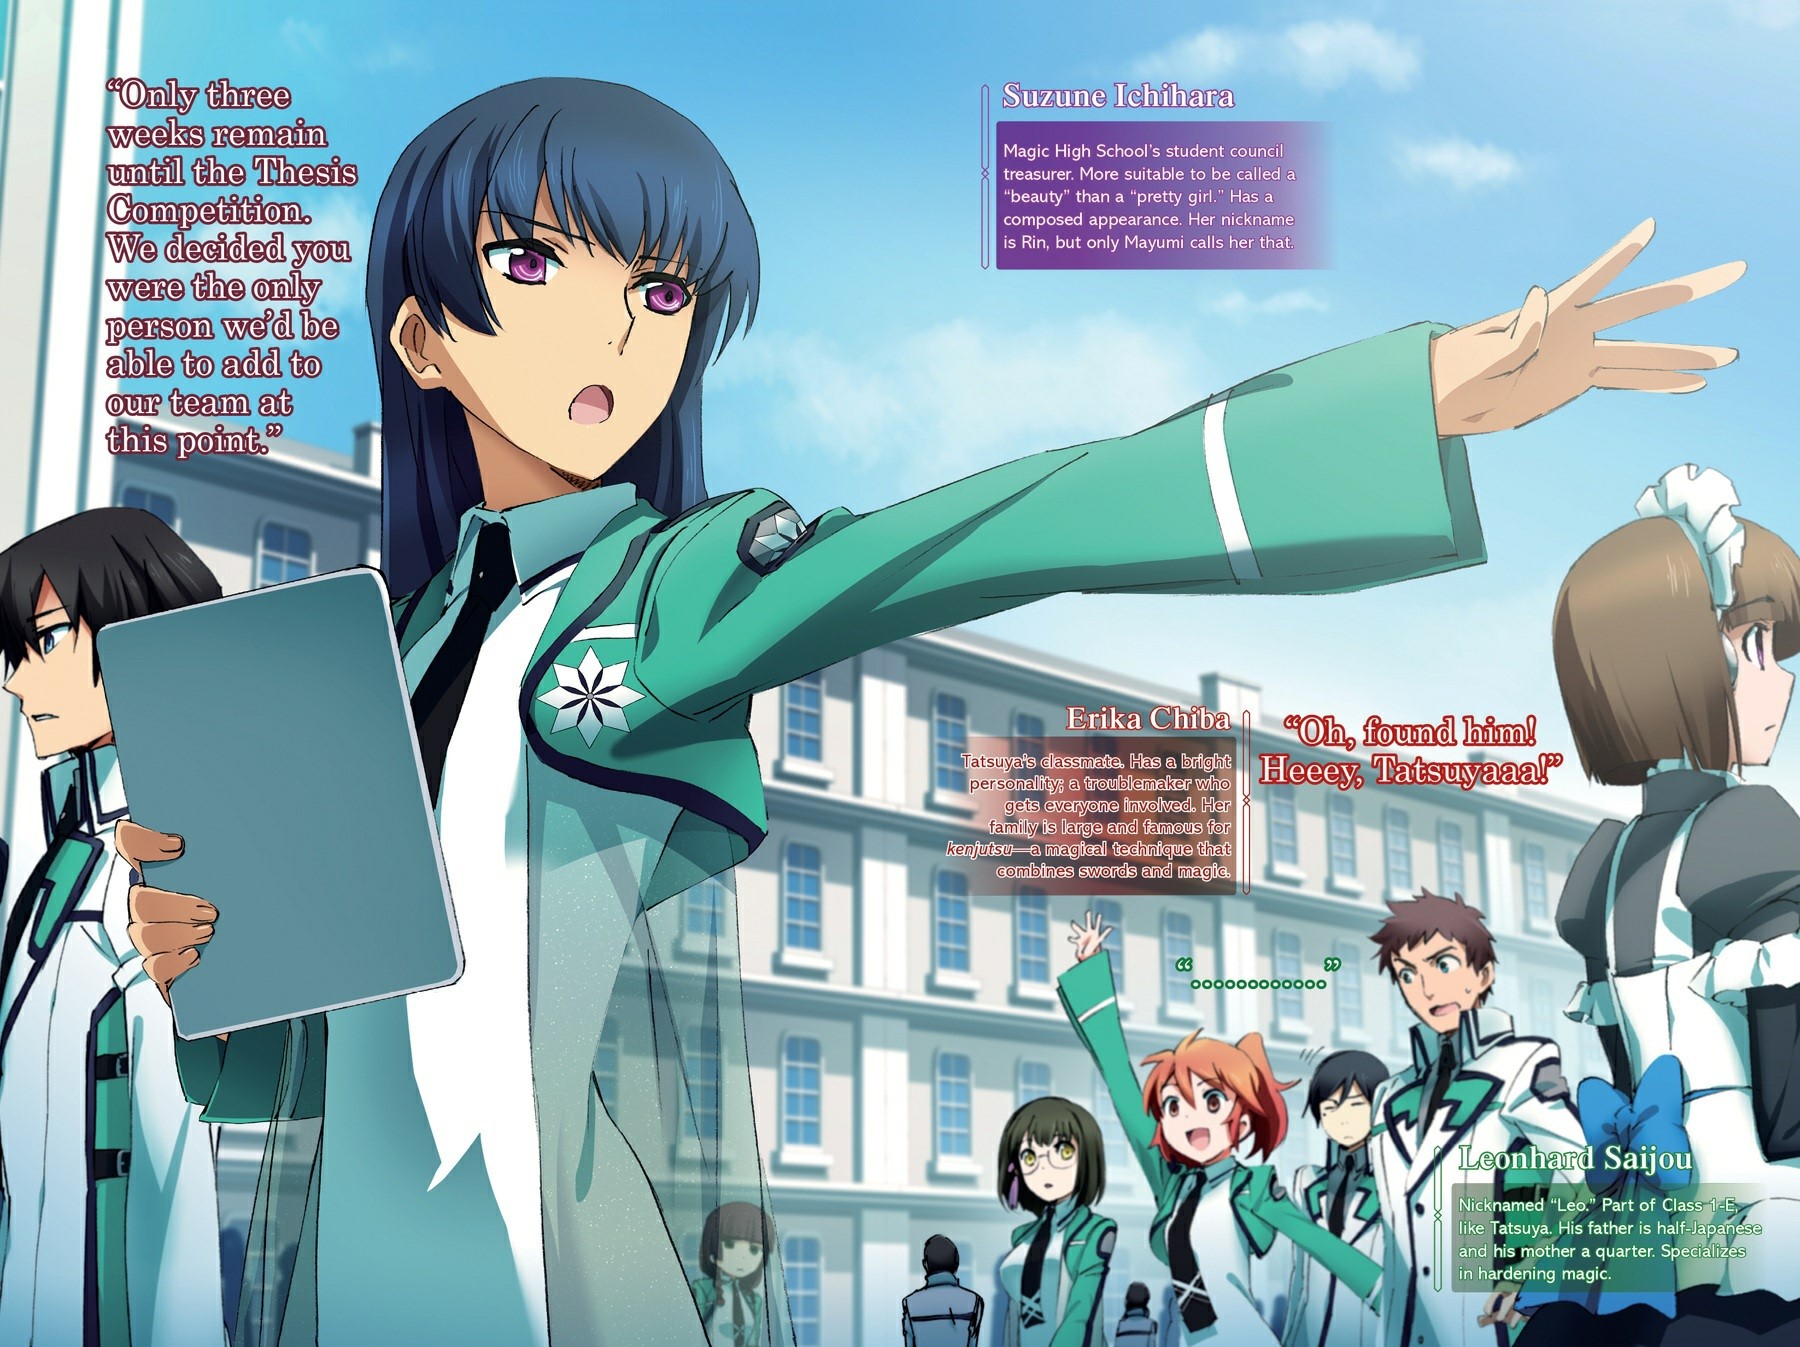 “Only three
weeks remain
until the Thesis
Competition.
We decided you
were the only
person we’d be
able to add to
our team at
this point.”
Suzune Ichihara
Magic High School’s student council
treasurer. More suitable to be called a
“beauty” than a “pretty girl.” Has a
composed appearance. Her nickname
is Rin, but only Mayumi calls her that.
Erika Chiba
Tatsuya’s classmate. Has a bright
personality; a troublemaker who
gets everyone involved. Her
family is large and famous for
kenjutsu—a magical technique that
combines swords and magic.
“Oh, found him!
Heeey, Tatsuyaaa!”
“............”
Leonhard Saijou
Nicknamed “Leo.” Part of Class 1-E,
like Tatsuya. His father is half-Japanese
and his mother a quarter. Specializes
in hardening magic.